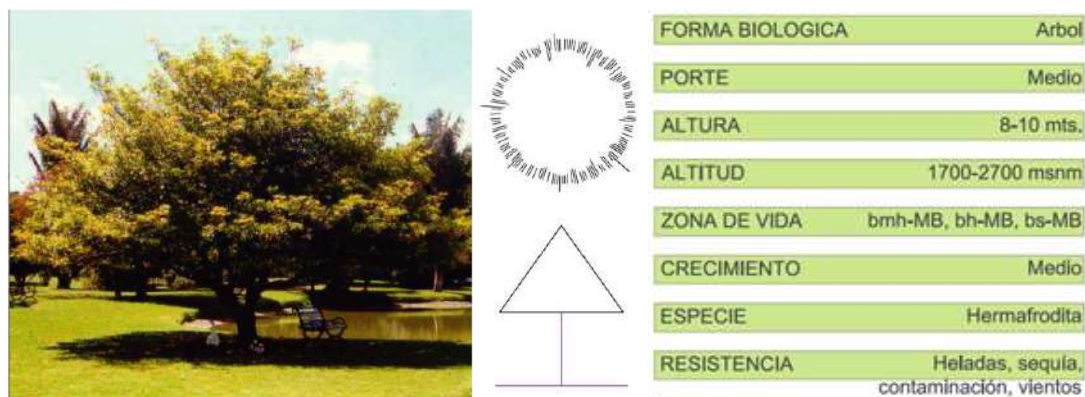 FORMA BIOLOGICA Arbol
PORTE Medio
ALTURA 8-10 mts.
ALTITUD 1700-2700 msnm
ZONA DE VIDA bmh-MB, bh-MB, bs-MB
CRECIMIENTO Medio
ESPECIE Hermafrodita
RESISTENCIA Heladas, sequía,
contaminación, vientos